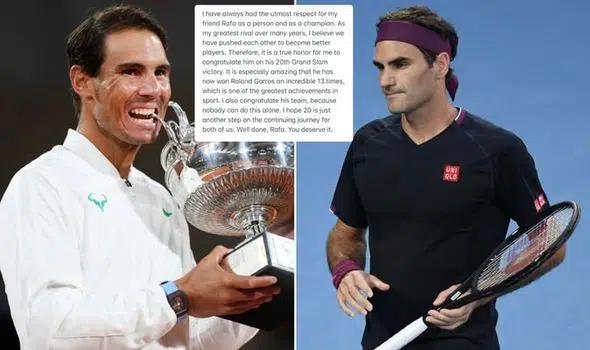 I have always had the utmost respect for my
friend Rafa as a person and as a champion. As
my greatest rival over many years, I believe we
have pushed each other to become better
players. Therefore, it is a true honor for me to
congratulate him on his 20th Grand Slam
victory. It is especially amazing that he has
now won Roland Garros an incredible 13 times,
which is one of the greatest achievements in
sport. I also congratulate his team, because
nobody can do this alone. I hope 20 is just
another step on the continuing journey for
both of us. Well done, Rafa. You deserve it.
UNI
QLO